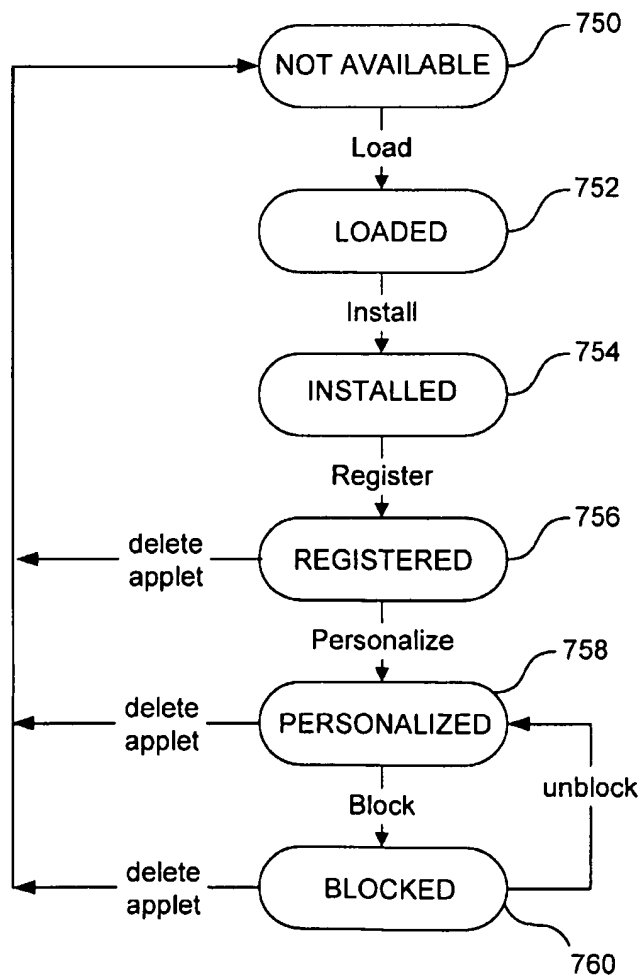 750
NOT AVAILABLE
Load
752
LOADED
Install
754
INSTALLED
Register
756
delete
applet
REGISTERED
Personalize
758
delete
applet
PERSONALIZED
unblock
Block
delete
applet
BLOCKED
760